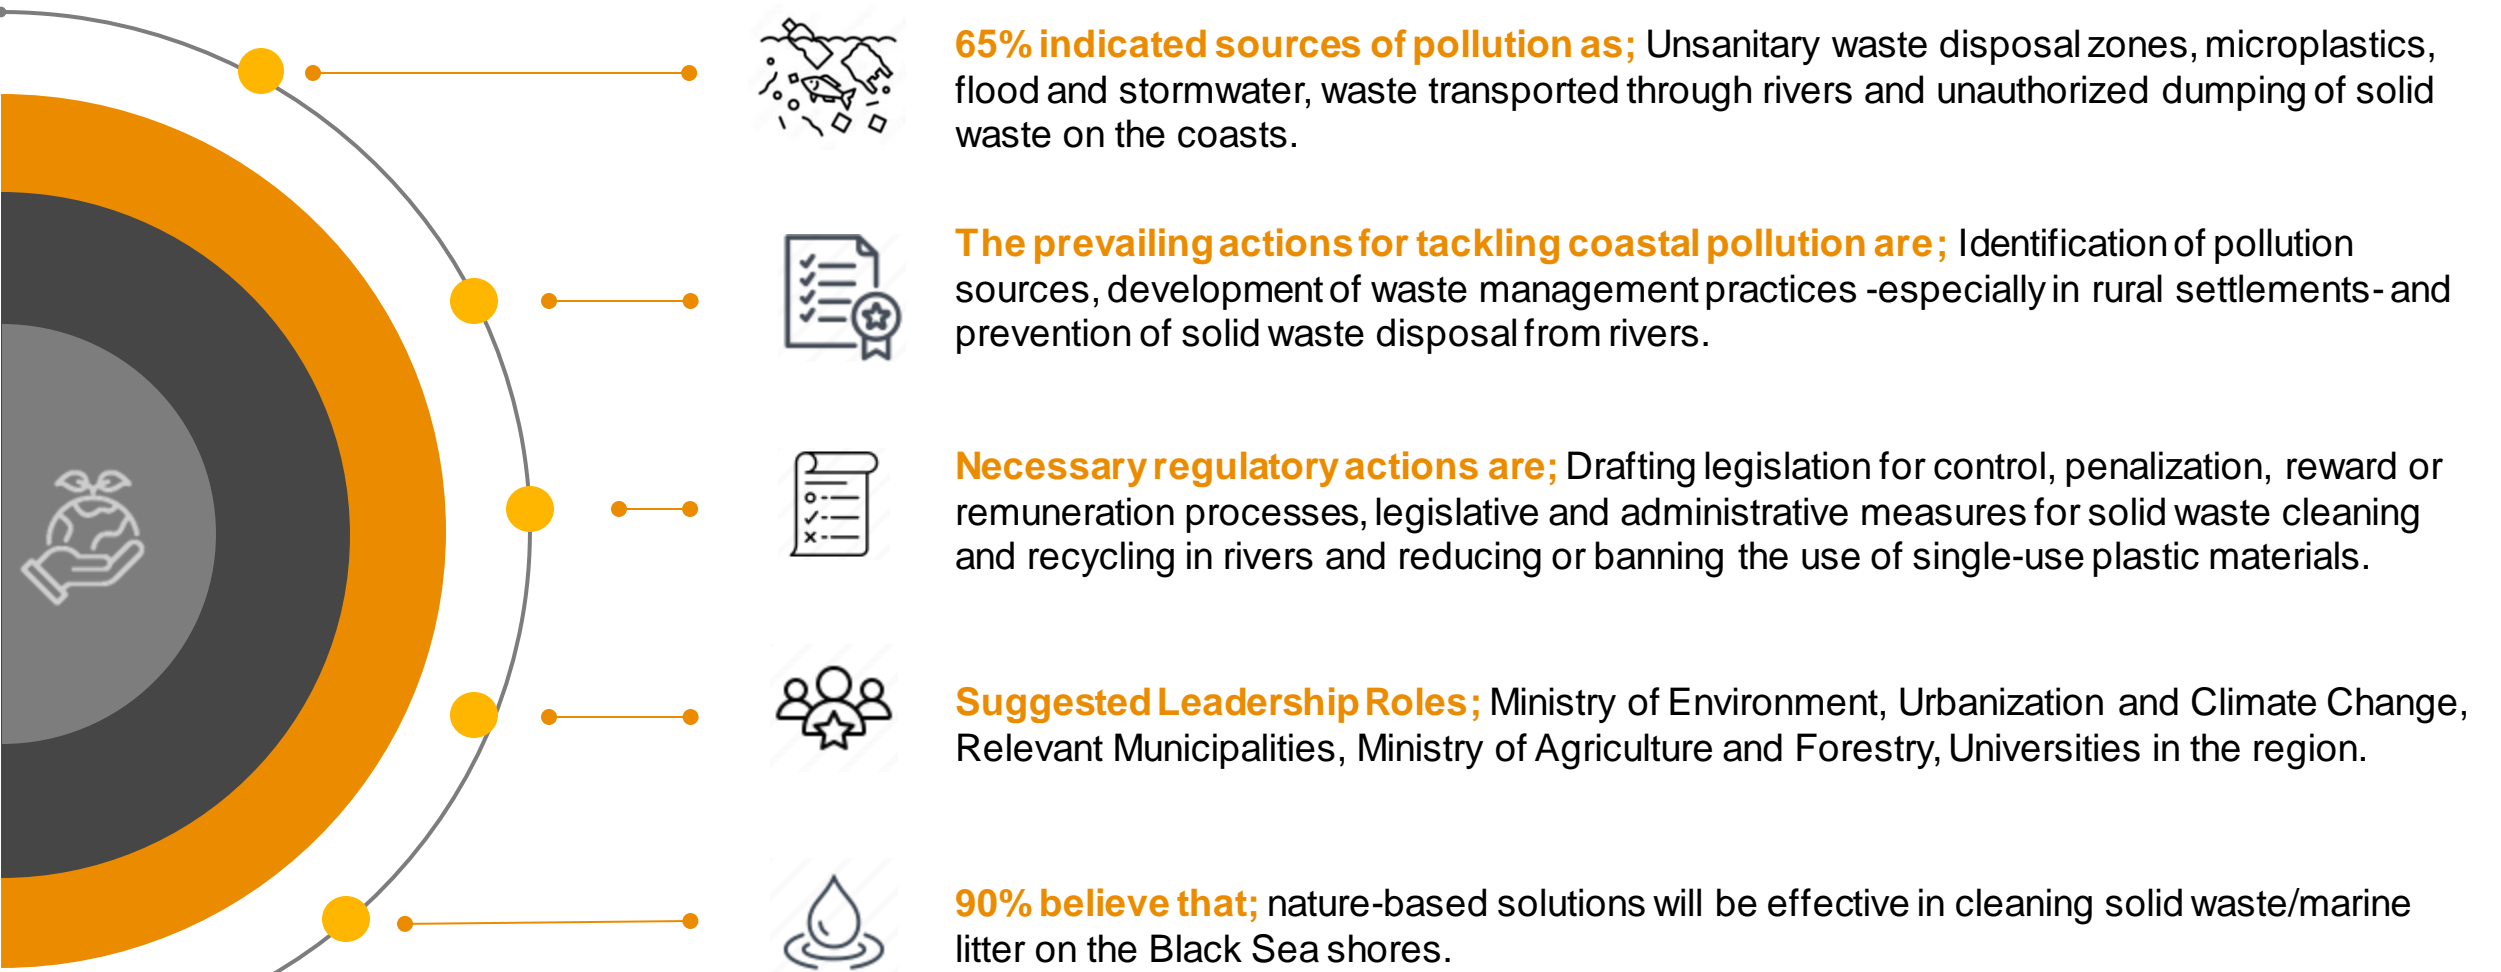 65% indicated sources of pollution as; Unsanitary waste disposal zones, microplastics,
flood and stormwater, waste transported through rivers and unauthorized dumping of solid
waste on the coasts.
The prevailing actions for tackling coastal pollution are; Identification of pollution
sources, development of waste management practices -especially in rural settlements- and
prevention of solid waste disposal from rivers.
Necessary regulatory actions are; Drafting legislation for control, penalization, reward or
remuneration processes, legislative and administrative measures for solid waste cleaning
and recycling in rivers and reducing or banning the use of single-use plastic materials.
Suggested Leadership Roles; Ministry of Environment, Urbanization and Climate Change,
Relevant Municipalities, Ministry of Agriculture and Forestry, Universities in the region.
90% believe that; nature-based solutions will be effective in cleaning solid waste/marine
litter on the Black Sea shores.